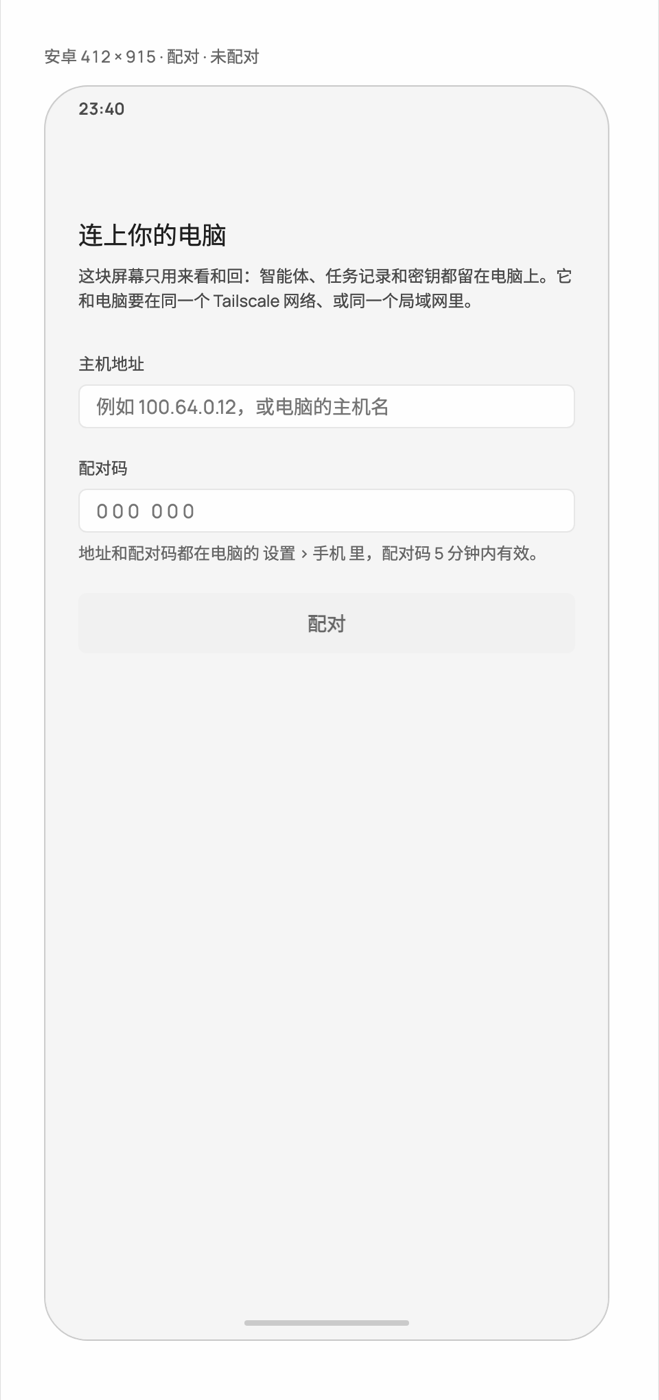 安卓 412 × 915 · 配对 · 未配对
23:40
连上你的电脑
这块屏幕只用来看和回：智能体、任务记录和密钥都留在电脑上。它
和电脑要在同一个 Tailscale 网络、或同一个局域网里。
主机地址
例如 100.64.0.12，或电脑的主机名
配对码
000 000
地址和配对码都在电脑的 设置 › 手机 里，配对码 5 分钟内有效。
配对